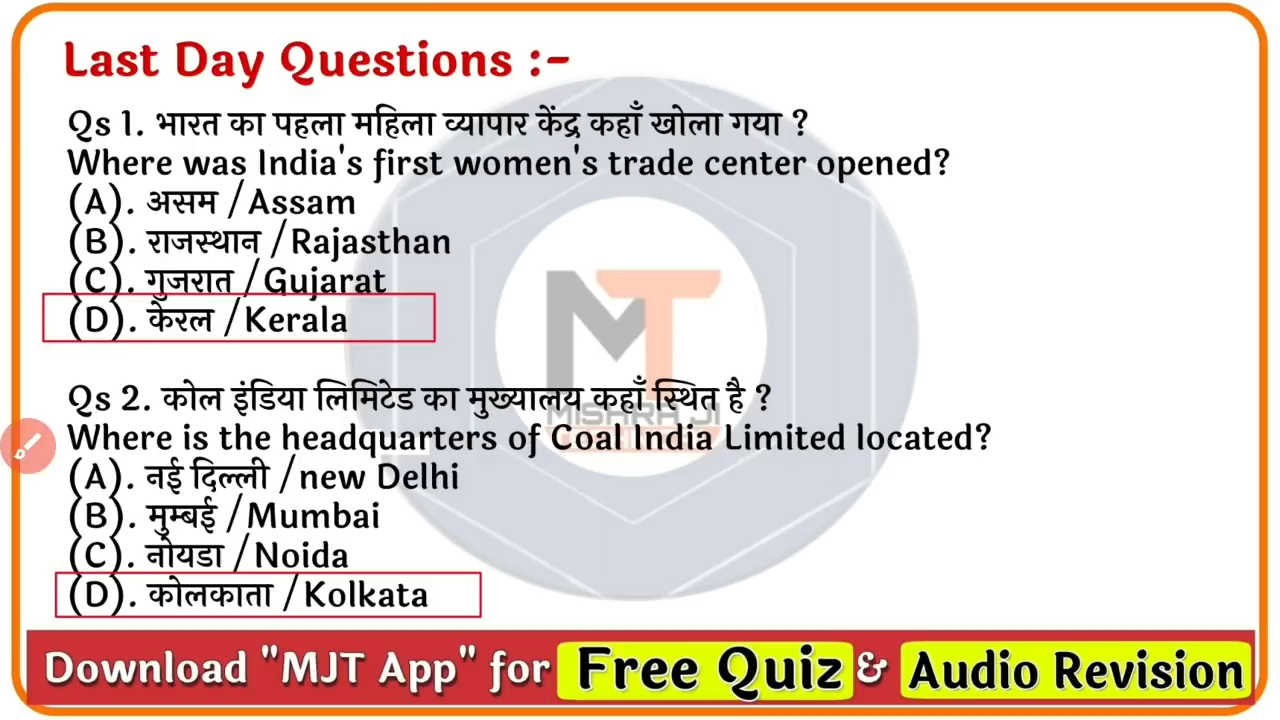 Last Day Questions :-
Qs 1. भारत का पहला महिला व्यापार केंद्र कहाँ खोला गया ?
Where was India's first women's trade center opened?
(A). असम / Assam
(B). राजस्थान / Rajasthan
(C). गुजरात / Gujarat
(D). केरल / Kerala
Qs 2. कोल इंडिया लिमिटेड का मुख्यालय कहाँ स्थित है ?
MISHRA JI
Where is the headquarters of Coal India Limited located?
(A). नई दिल्ली / new Delhi
(B). मुम्बई / Mumbai
(C). नोयडा / Noida
(D). कोलकाता / Kolkata
Download "MJT App" for Free Quiz & Audio Revision